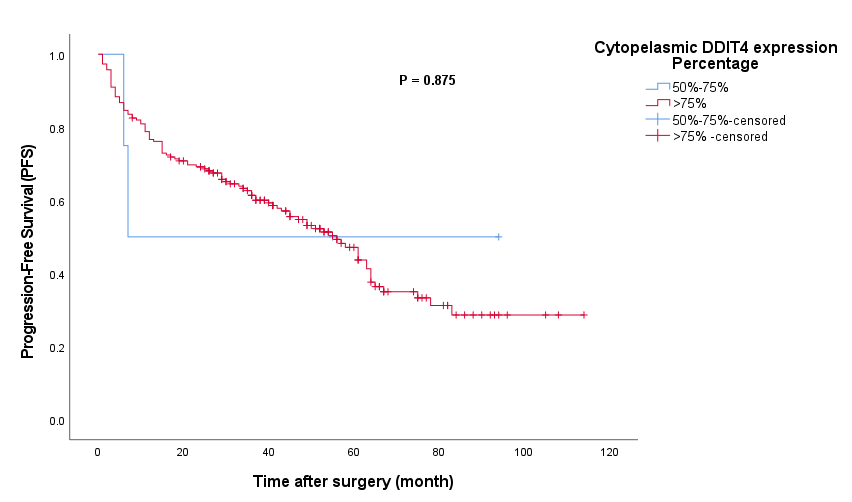 Cytopelasmic DDIT4 expression
Percentage
50%-75%
>75%
50%-75%-censored
>75% -censored
P = 0.875
Progression-Free Survival (PFS)
1.0
0.8
0.6
0.4
0.2
0.0
0 20 40 60 80 100 120
Time after surgery (month)